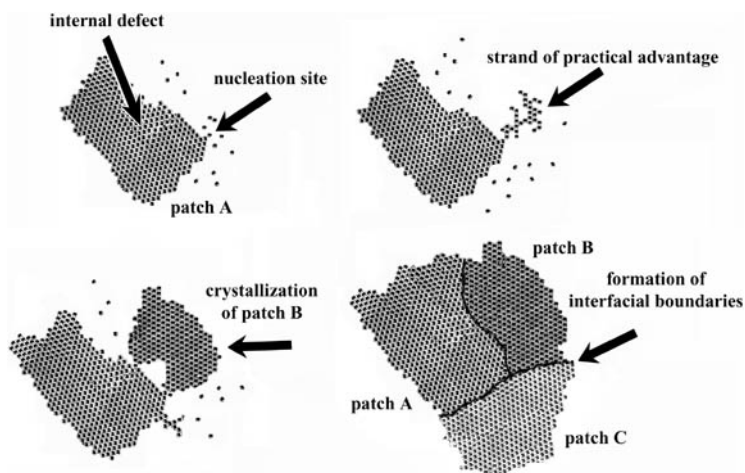 internal defect
nucleation site
patch A
strand of practical advantage
crystallization
of patch B
patch B
formation of
interfacial boundaries
patch A
patch C